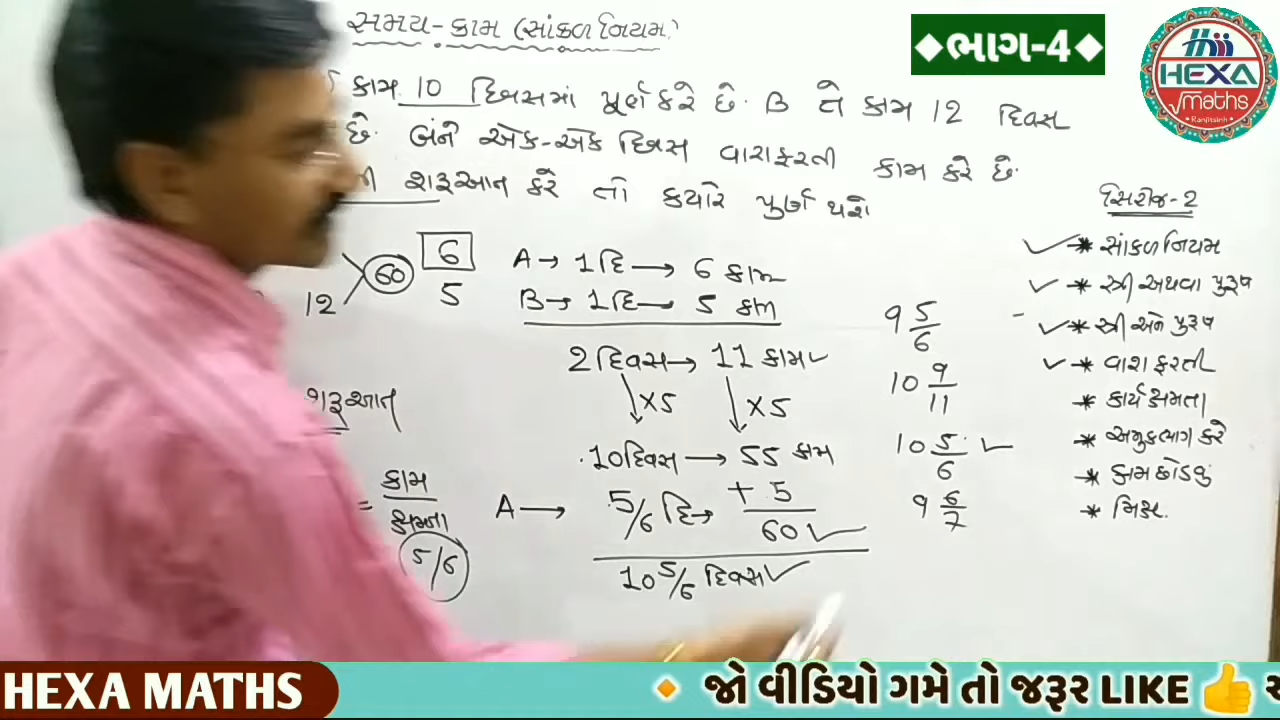 સમય-કામ (સાંકળ નિયમ)
◆ભાગ-4◆
HEXA
maths
Ranjitsinh
કામ 10 દિવસમાં પૂર્ણ કરે છે. B તે કામ 12 દિવસ
છે. બંને એક-એક દિવસ વારાફરતી કામ કરે છે.
શરૂઆત કરે તો કયારે પુર્ણ થશે
12
60
6
5
A → 1 દિ → 6 કામ
B → 1 દિ → 5 કામ
2 દિવસ → 11 કામ ✓
×5 ×5
10 દિવસ → 55 કામ
A → 5/6 દિ → + 5
60 ✓
10 5/6 દિવસ ✓
શરૂઆત
= કામ
ક્ષમતા
5/6
9 5/6
10 9/11
10 5/6 ✓
9 6/7
સિરીજ-2
✓ * સાંકળ નિયમ
✓ * સ્ત્રી અથવા પુરૂષ
✓ * સ્ત્રી અને પુરૂષ
✓ * વારાફરતી
* કાર્યક્ષમતા
* અમુકભાગ કરે
* કામ છોડવું
* મિક્ષ.
HEXA MATHS
🔸 જો વીડિયો ગમે તો જરૂર LIKE 👍